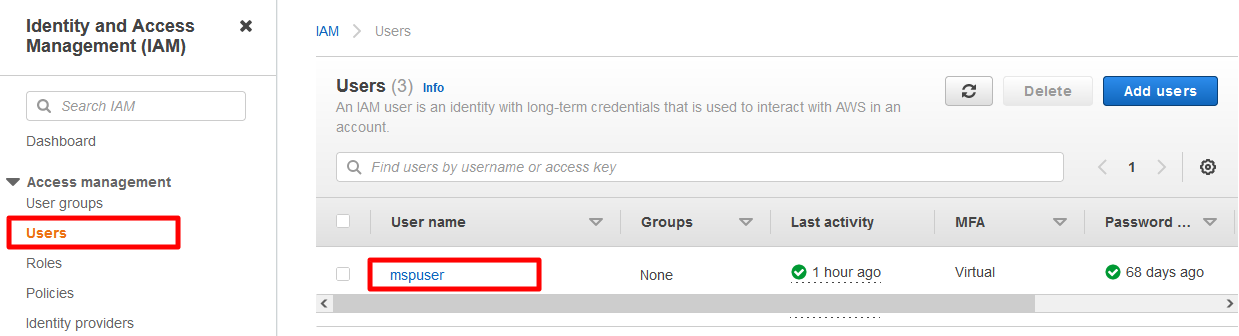 Identity and Access
Management (IAM)
Search IAM
Dashboard
Access management
User groups
Users
Roles
Policies
Identity providers
IAM > Users
Users (3) Info
An IAM user is an identity with long-term credentials that is used to interact with AWS in an
account.
Delete
Add users
Find users by username or access key
1
User name Groups Last activity MFA Password ...
mspuser None 1 hour ago Virtual 68 days ago